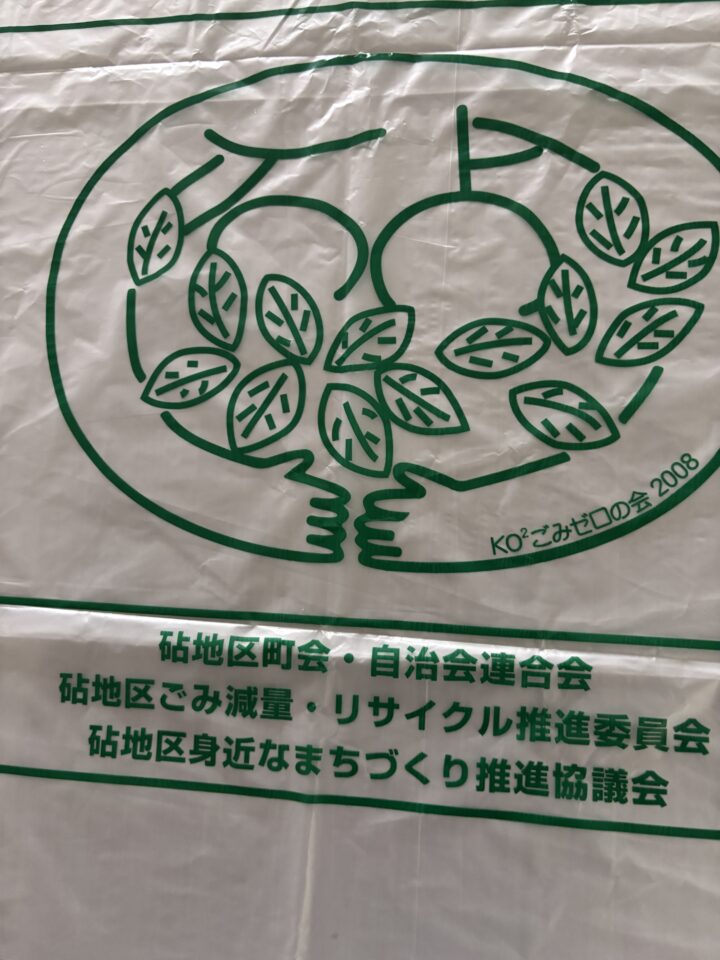 KO²ごみゼロの会 2008
砧地区町会・自治会連合会
砧地区ごみ減量・リサイクル推進委員会
砧地区身近なまちづくり推進協議会